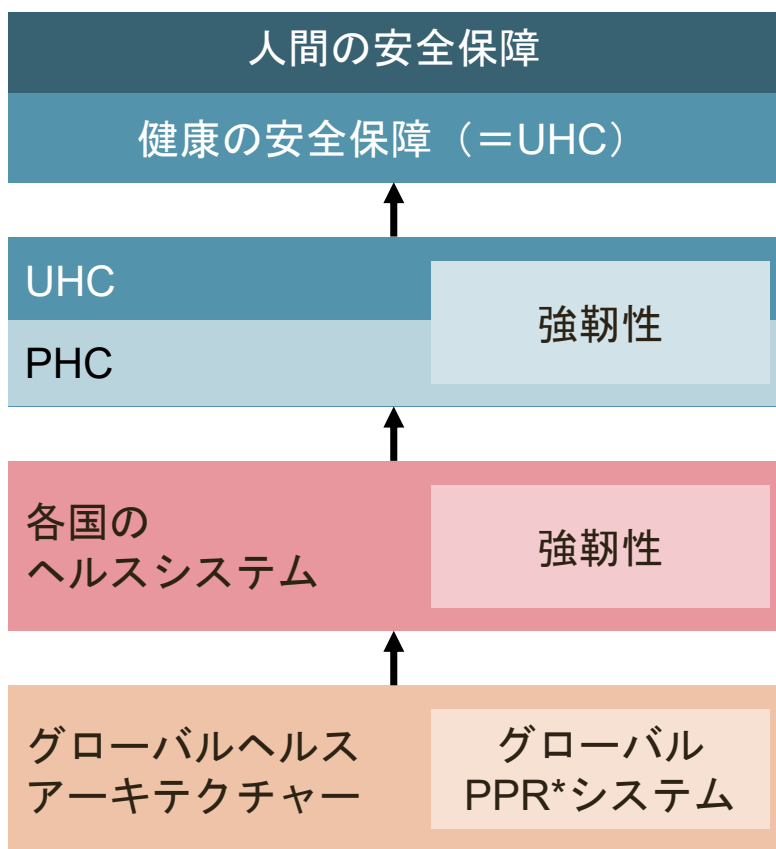 人間の安全保障
健康の安全保障（＝UHC）
UHC
強靭性
PHC
各国の
ヘルスシステム
強靭性
グローバルヘルス
アーキテクチャー
グローバル
PPR*システム